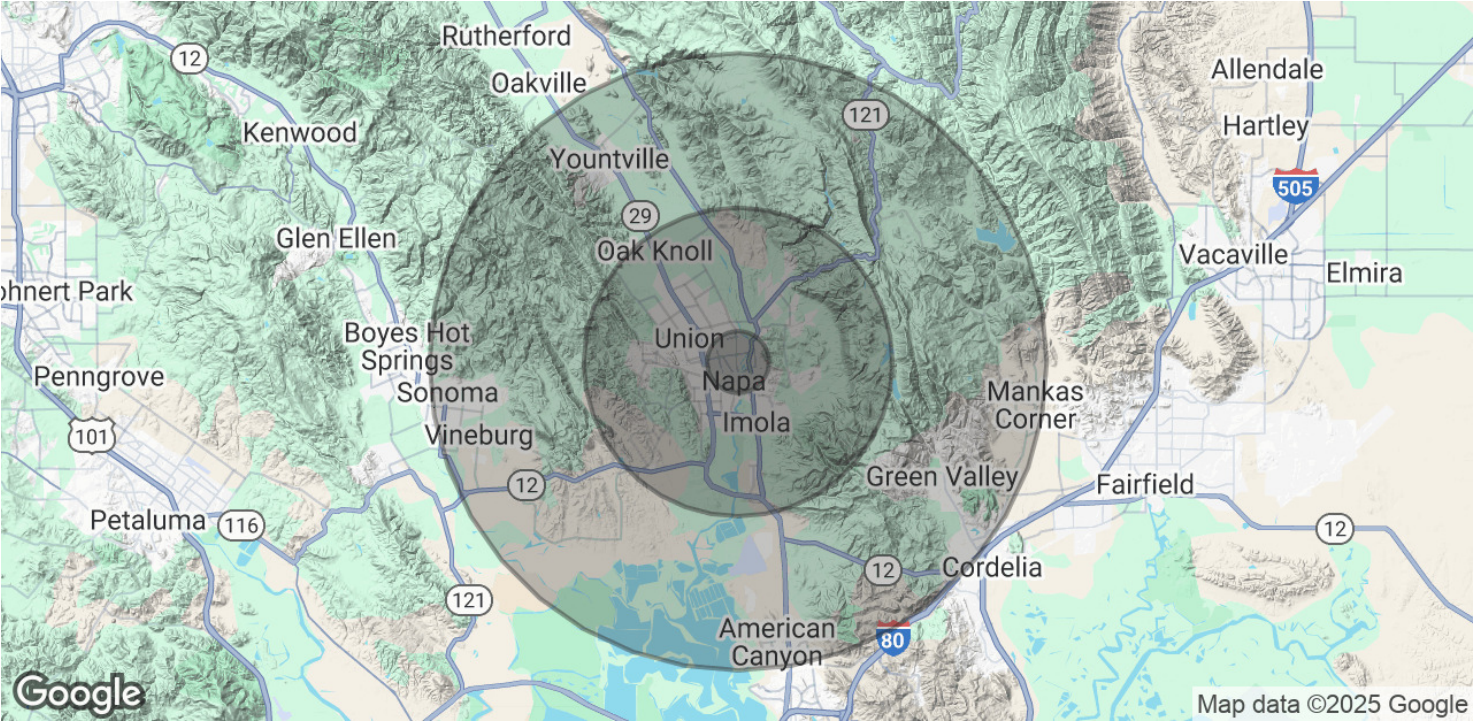 Rutherford
12
Allendale
Oakville
121
Hartley
Kenwood
Yountville
505
29
Glen Ellen
Oak Knoll
Vacaville
Elmira
ohnert Park
Boyes Hot
Springs
Union
Penngrove
Napa
Sonoma
Mankas
Corner
Imola
101
Vineburg
Green Valley
12
Fairfield
Petaluma
116
12
Cordelia
12
121
American
Canyon
80
Google
Map data ©2025 Google